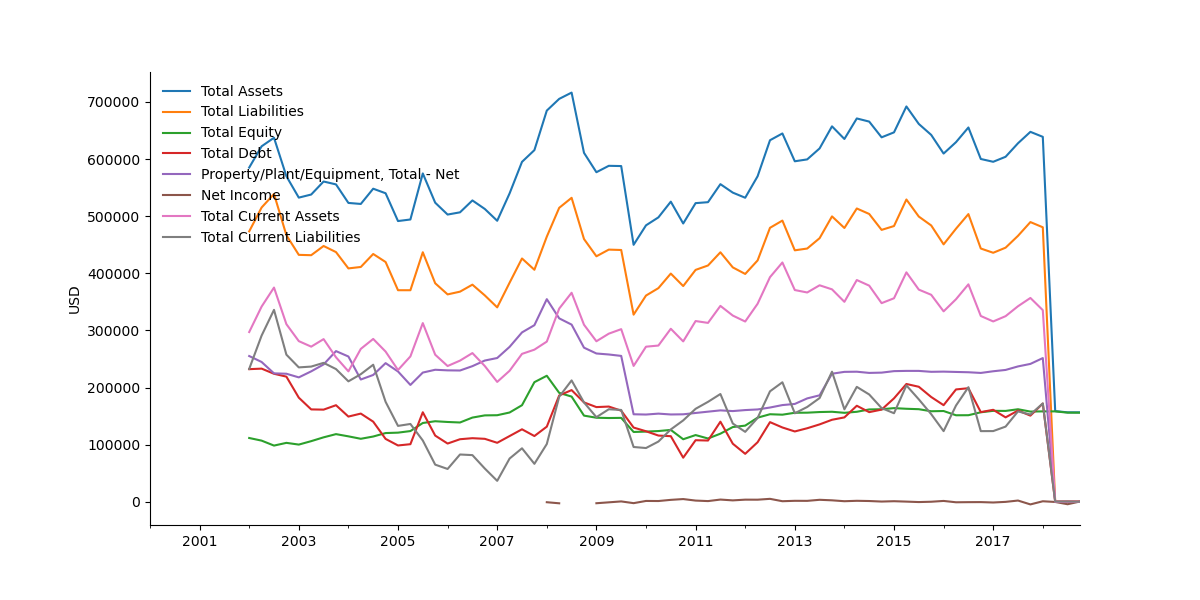 700000
600000
500000
400000
300000
200000
100000
0
USD
Total Assets
Total Liabilities
Total Equity
Total Debt
Property/Plant/Equipment, Total - Net
Net Income
Total Current Assets
Total Current Liabilities
2001 2003 2005 2007 2009 2011 2013 2015 2017